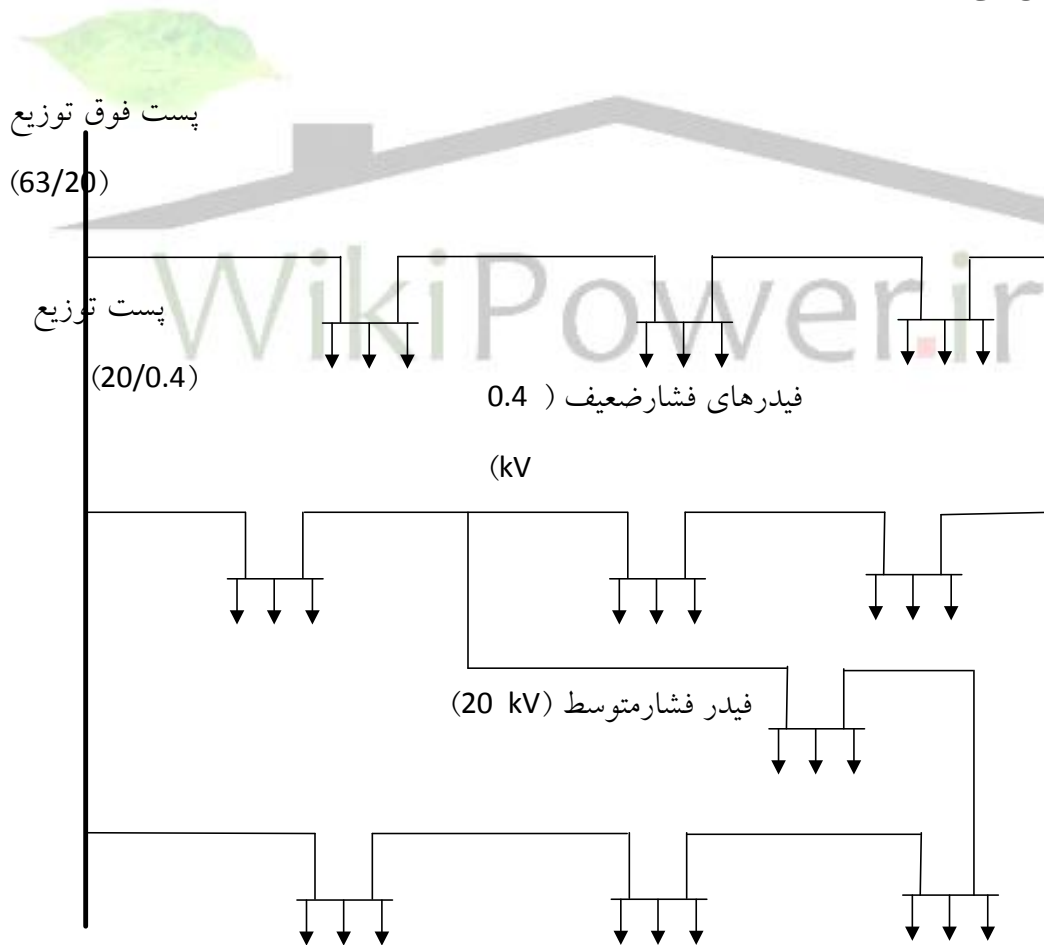 پست فوق توزیع
(63/20)
WikiPower.ir
پست توزیع
(20/0.4)
فیدرهای فشارضعیف ( 0.4
(kV
فیدر فشارمتوسط (20 kV)